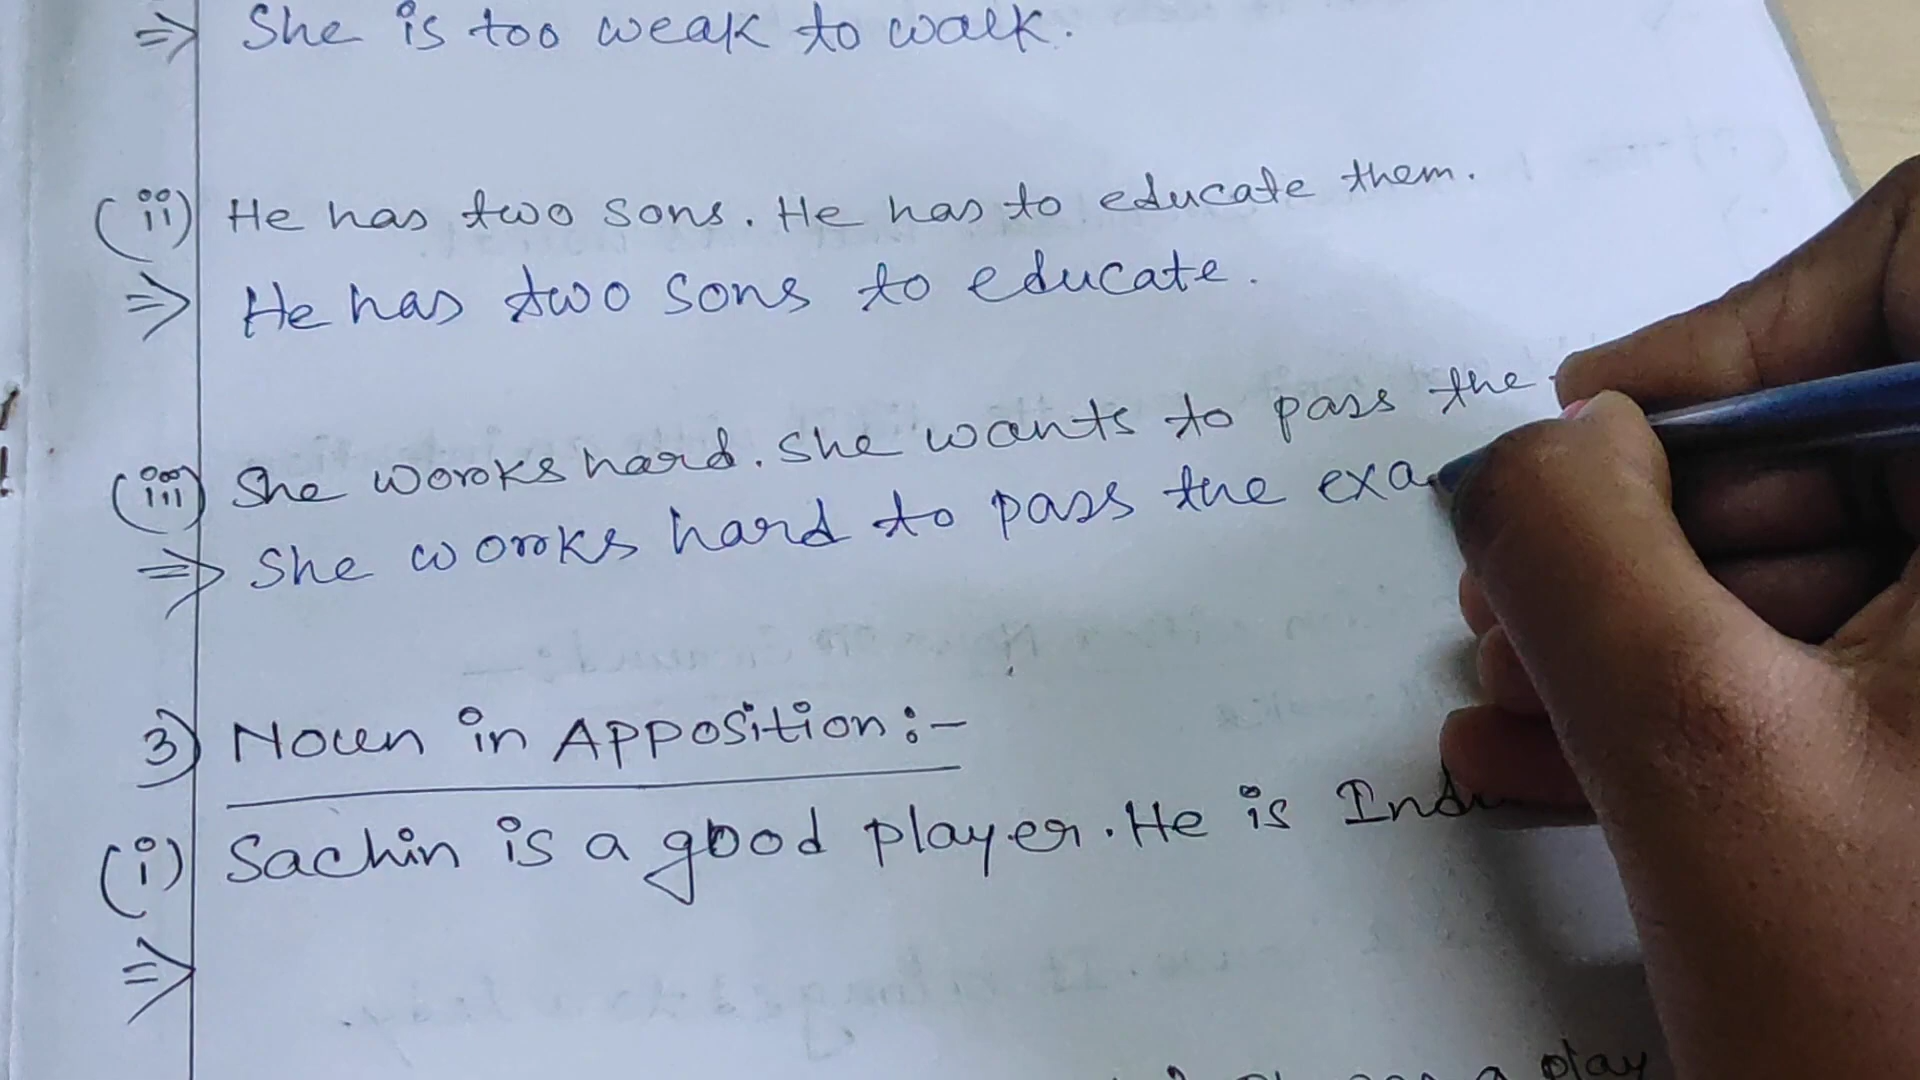 ⇒ She is too weak to walk.
(ii) He has two sons. He has to educate them.
⇒ He has two sons to educate.
(iii) She works hard. She wants to pass the
⇒ She works hard to pass the exa
3) Noun in Apposition:-
(i) Sachin is a good player. He is Ind
⇒
a play